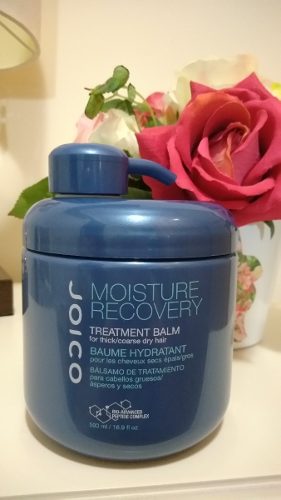 JOICO
MOISTURE
RECOVERY
TREATMENT BALM
for thick/coarse dry hair
BAUME HYDRATANT
pour les cheveux secs épais/gros
BÁLSAMO DE TRATAMIENTO
para cabellos gruesos/
ásperos y secos
BIO-ADVANCED
PEPTIDE COMPLEX
500 ml / 16.9 fl oz